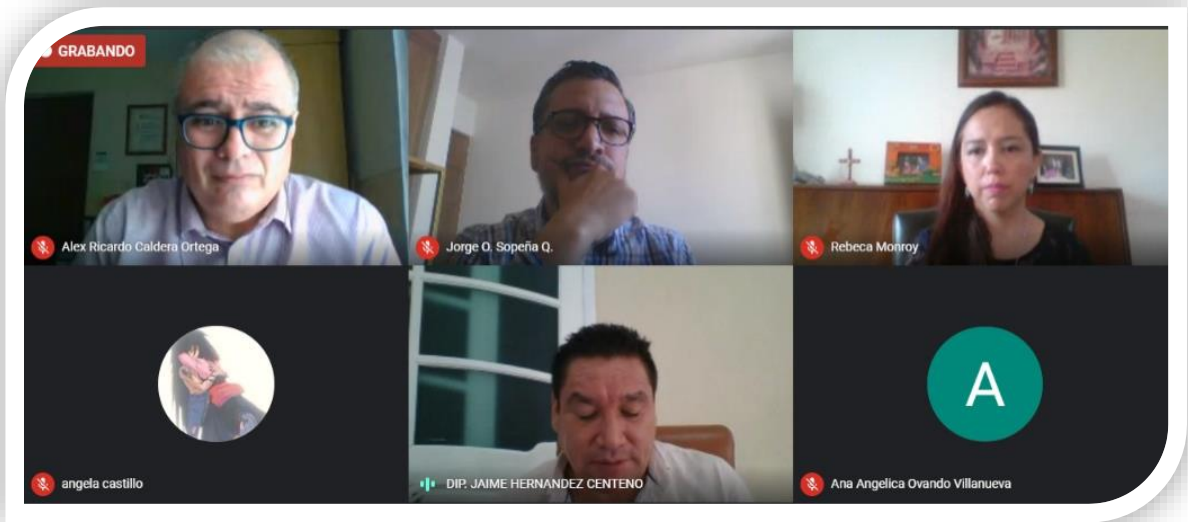 GRABANDO
Alex Ricardo Caldera Ortega
Jorge O. Sopeña Q.
Rebeca Monroy
angela castillo
DIP. JAIME HERNANDEZ CENTENO
A
Ana Angelica Ovando Villanueva